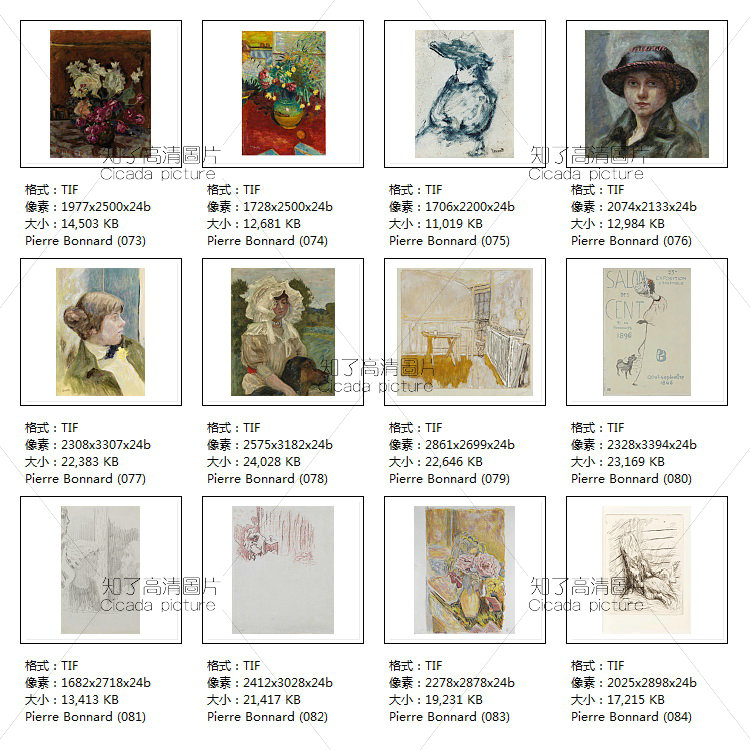 知了高清圖片
Cicada picture
知了高清圖片
Cicada picture
格式：TIF
像素：1977x2500x24b
大小：14,503 KB
Pierre Bonnard (073)
格式：TIF
像素：1728x2500x24b
大小：12,681 KB
Pierre Bonnard (074)
格式：TIF
像素：1706x2200x24b
大小：11,019 KB
Pierre Bonnard (075)
格式：TIF
像素：2074x2133x24b
大小：12,984 KB
Pierre Bonnard (076)
SALON
DES
CENT
1896
知了高清圖片
Cicada picture
格式：TIF
像素：2308x3307x24b
大小：22,383 KB
Pierre Bonnard (077)
格式：TIF
像素：2575x3182x24b
大小：24,028 KB
Pierre Bonnard (078)
格式：TIF
像素：2861x2699x24b
大小：22,646 KB
Pierre Bonnard (079)
格式：TIF
像素：2328x3394x24b
大小：23,169 KB
Pierre Bonnard (080)
知了高清圖片
Cicada picture
知了高清圖片
Cicada picture
格式：TIF
像素：1682x2718x24b
大小：13,413 KB
Pierre Bonnard (081)
格式：TIF
像素：2412x3028x24b
大小：21,417 KB
Pierre Bonnard (082)
格式：TIF
像素：2278x2878x24b
大小：19,231 KB
Pierre Bonnard (083)
格式：TIF
像素：2025x2898x24b
大小：17,215 KB
Pierre Bonnard (084)